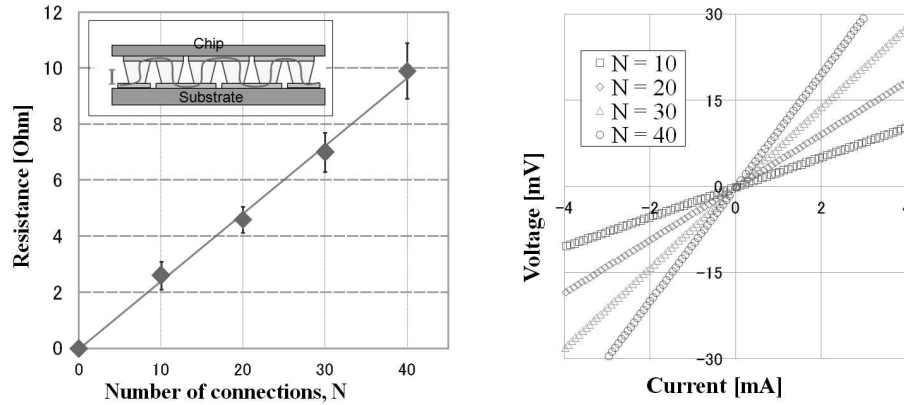 12
10
8
6
4
2
0
Resistance [Ohm]
Chip
I
Substrate
0
10
20
30
40
Number of connections, N
30
15
0
−15
−30
Voltage [mV]
N = 10
N = 20
N = 30
N = 40
−4
−2
0
2
4
Current [mA]